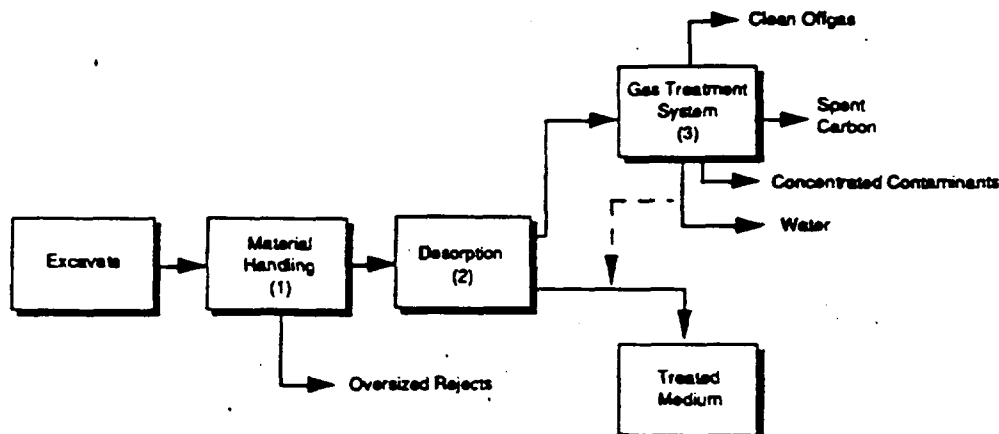 Clean Offgas
Gas Treatment
System
(3)
Spent
Carbon
Concentrated Contaminants
Water
Excavate
Material
Handling
(1)
Desorption
(2)
Oversized Rejects
Treated
Medium